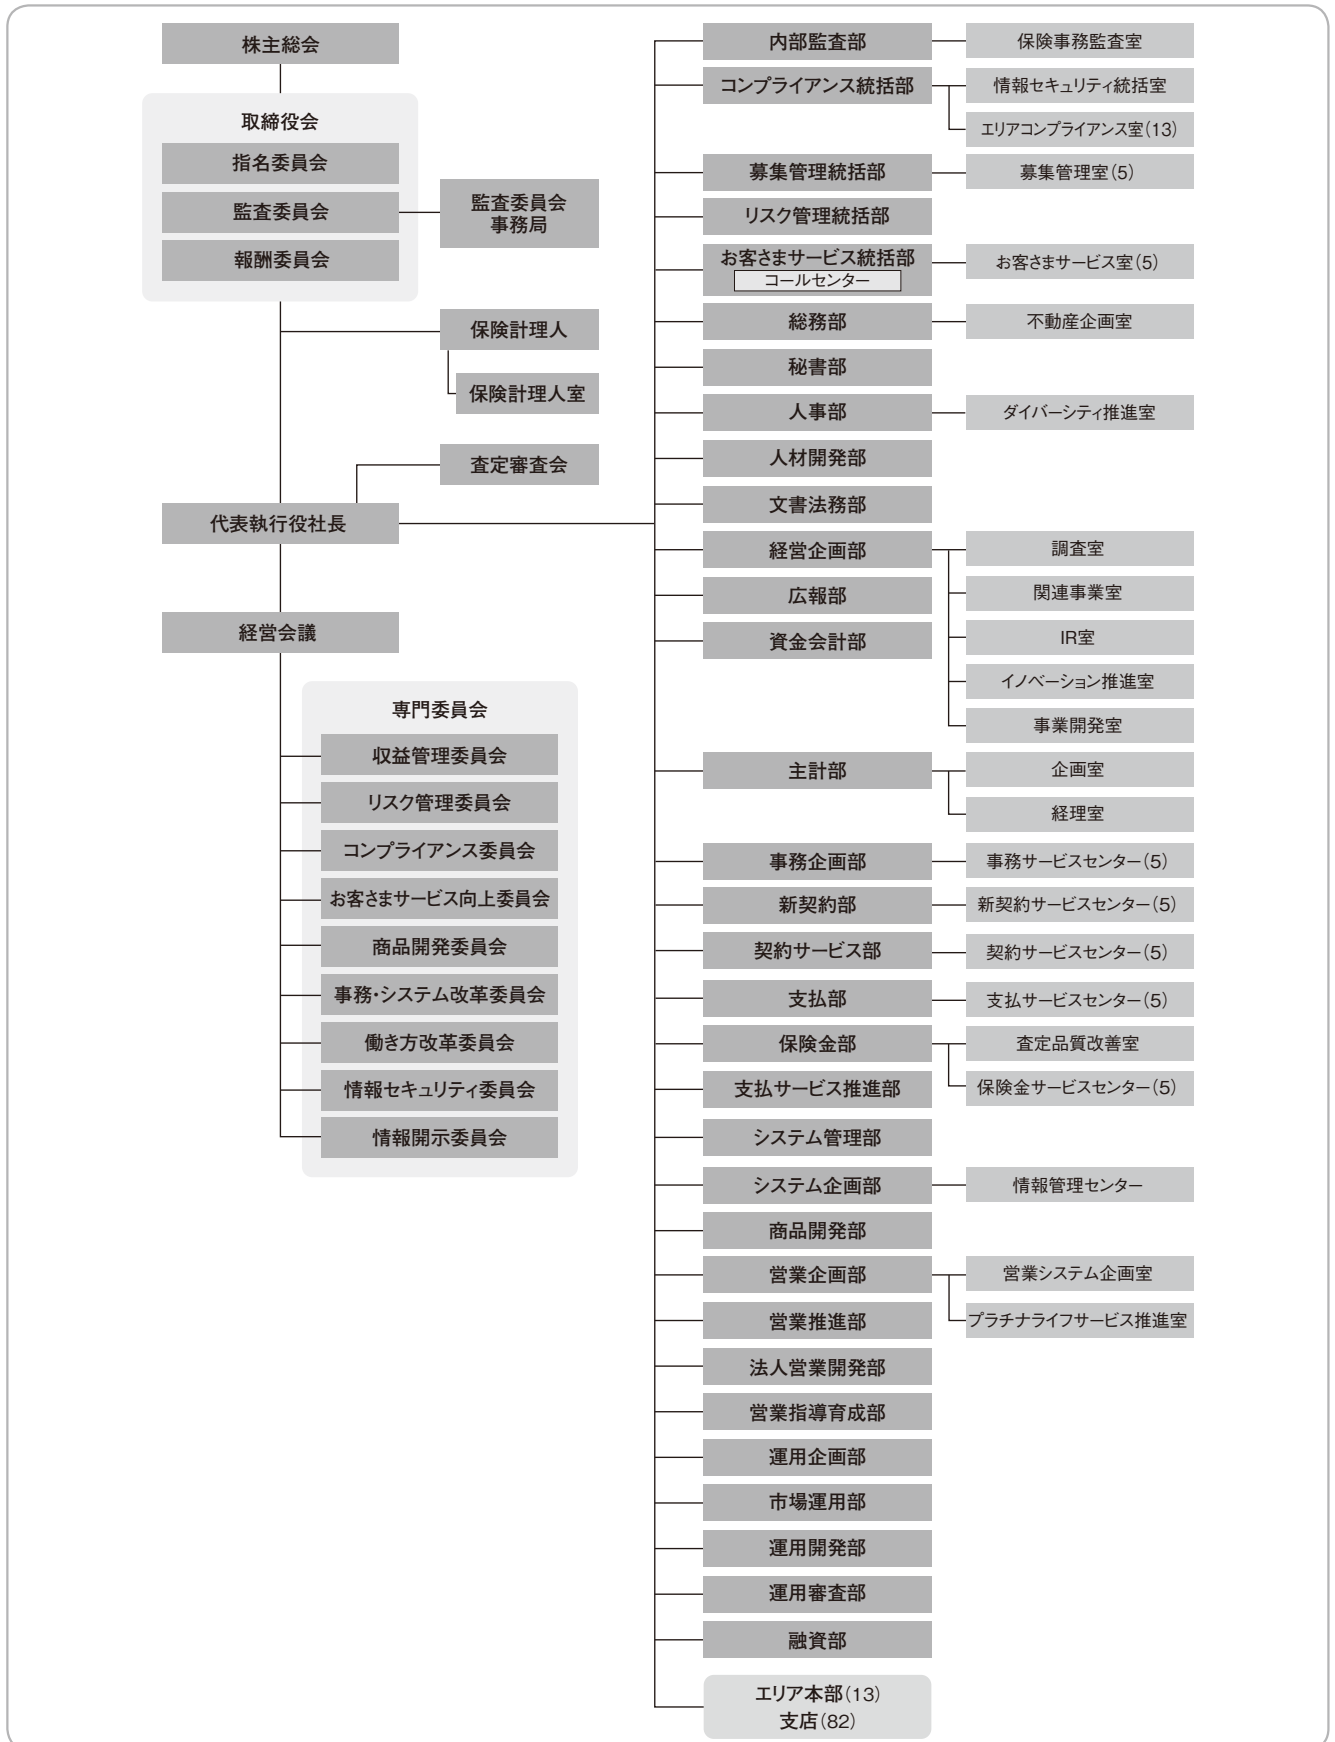 株主総会
取締役会
指名委員会
監査委員会
報酬委員会
監査委員会
事務局
保険計理人
保険計理人室
査定審査会
代表執行役社長
経営会議
専門委員会
収益管理委員会
リスク管理委員会
コンプライアンス委員会
お客さまサービス向上委員会
商品開発委員会
事務・システム改革委員会
働き方改革委員会
情報セキュリティ委員会
情報開示委員会
内部監査部
保険事務監査室
コンプライアンス統括部
情報セキュリティ統括室
エリアコンプライアンス室(13)
募集管理統括部
募集管理室(5)
リスク管理統括部
お客さまサービス統括部
コールセンター
お客さまサービス室(5)
総務部
不動産企画室
秘書部
人事部
ダイバーシティ推進室
人材開発部
文書法務部
経営企画部
調査室
関連事業室
IR室
イノベーション推進室
事業開発室
広報部
資金会計部
主計部
企画室
経理室
事務企画部
事務サービスセンター(5)
新契約部
新契約サービスセンター(5)
契約サービス部
契約サービスセンター(5)
支払部
支払サービスセンター(5)
保険金部
査定品質改善室
保険金サービスセンター(5)
支払サービス推進部
システム管理部
システム企画部
情報管理センター
商品開発部
営業企画部
営業システム企画室
プラチナライフサービス推進室
営業推進部
法人営業開発部
営業指導育成部
運用企画部
市場運用部
運用開発部
運用審査部
融資部
エリア本部(13)
支店(82)